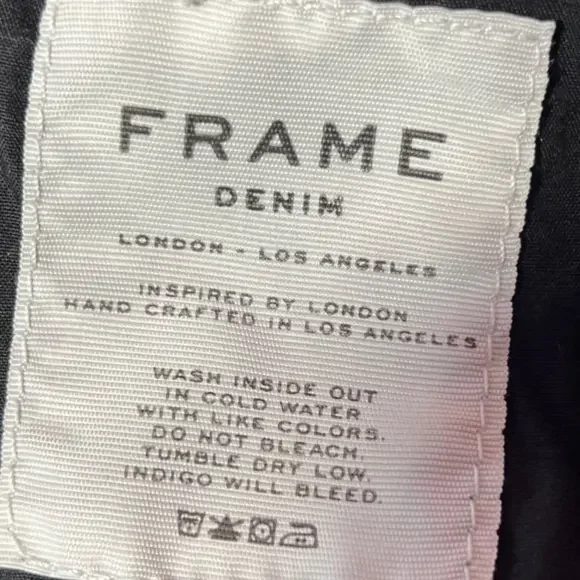 FRAME
DENIM
LONDON - LOS ANGELES
INSPIRED BY LONDON
HAND CRAFTED IN LOS ANGELES
WASH INSIDE OUT
IN COLD WATER
WITH LIKE COLORS.
DO NOT BLEACH.
TUMBLE DRY LOW.
INDIGO WILL BLEED.